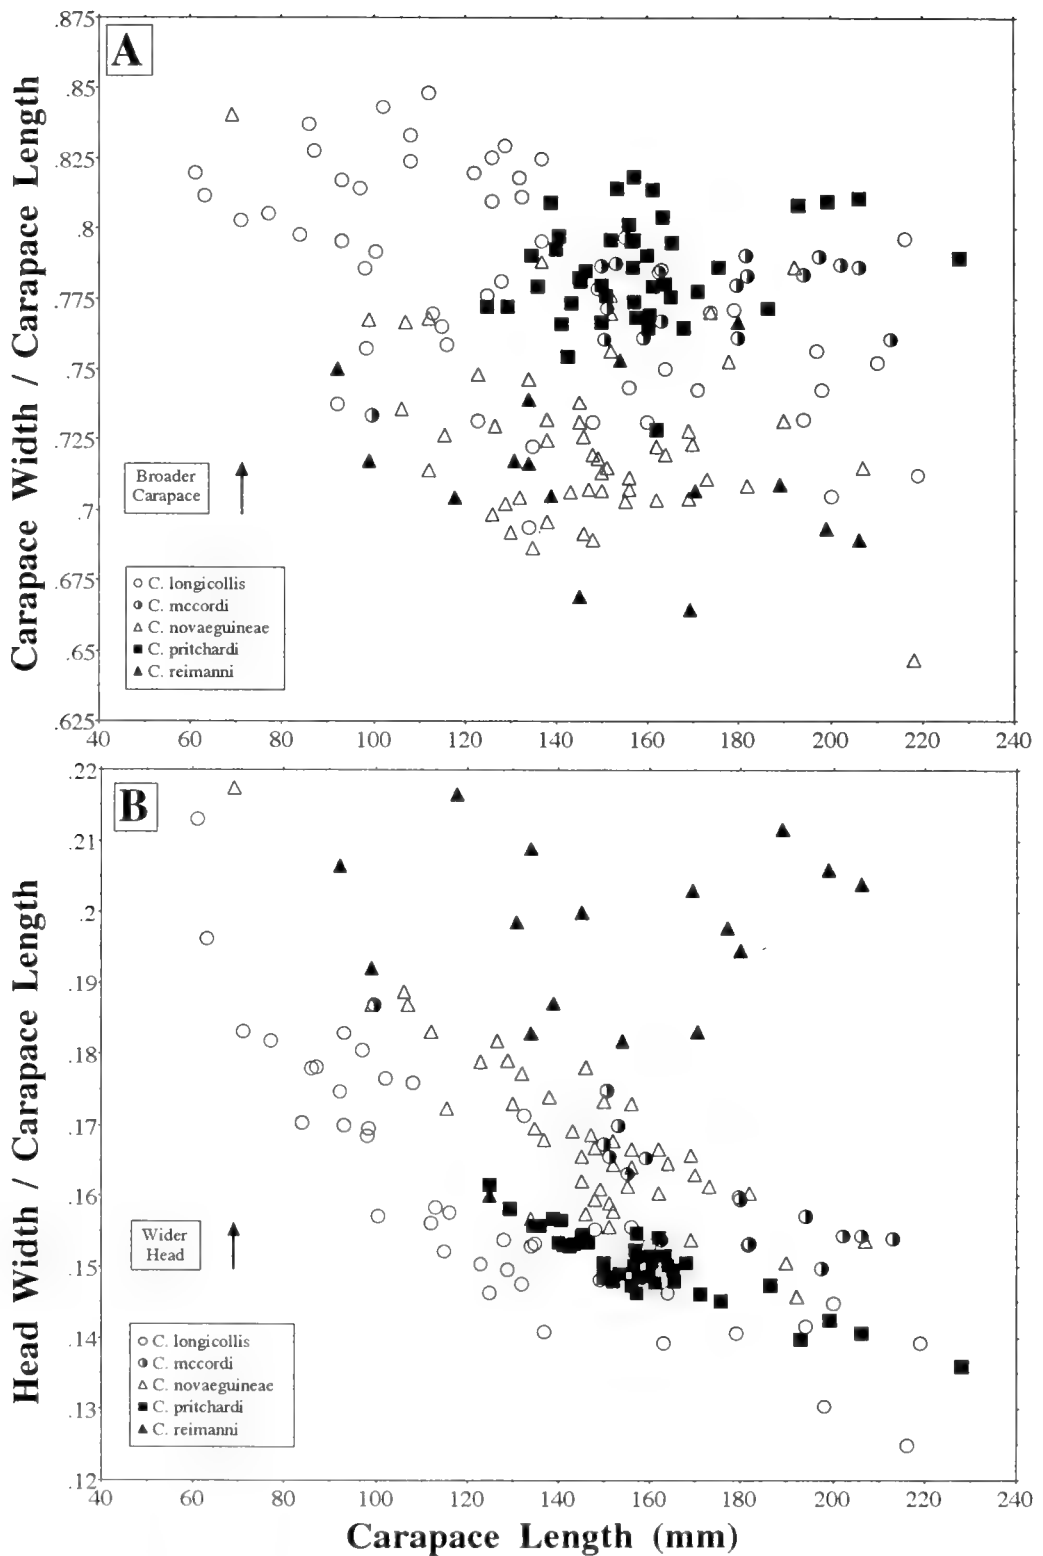 A
Carapace Width / Carapace Length
.875
.85
.825
.8
.775
.75
.725
.7
.675
.65
.625
Broader
Carapace
C. longicollis
C. mccordi
C. novaeguineae
C. pritchardi
C. reimanni
40 60 80 100 120 140 160 180 200 220 240
B
Head Width / Carapace Length
.22
.21
.2
.19
.18
.17
.16
.15
.14
.13
.12
Wider
Head
C. longicollis
C. mccordi
C. novaeguineae
C. pritchardi
C. reimanni
40 60 80 100 120 140 160 180 200 220 240
Carapace Length (mm)